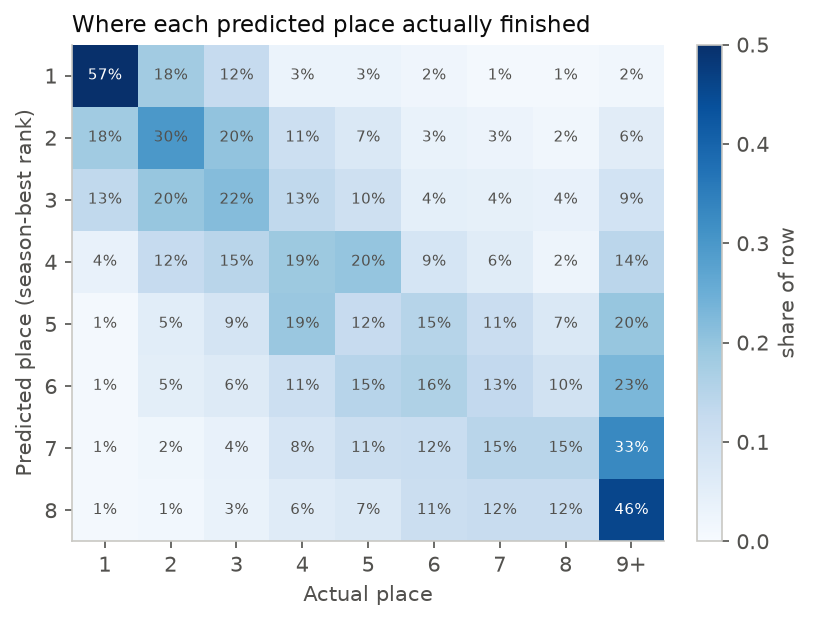 Where each predicted place actually finished
Predicted place (season-best rank)
1 57% 18% 12% 3% 3% 2% 1% 1% 2%
2 18% 30% 20% 11% 7% 3% 3% 2% 6%
3 13% 20% 22% 13% 10% 4% 4% 4% 9%
4 4% 12% 15% 19% 20% 9% 6% 2% 14%
5 1% 5% 9% 19% 12% 15% 11% 7% 20%
6 1% 5% 6% 11% 15% 16% 13% 10% 23%
7 1% 2% 4% 8% 11% 12% 15% 15% 33%
8 1% 1% 3% 6% 7% 11% 12% 12% 46%
1 2 3 4 5 6 7 8 9+
Actual place
0.5
0.4
0.3
0.2
0.1
0.0
share of row